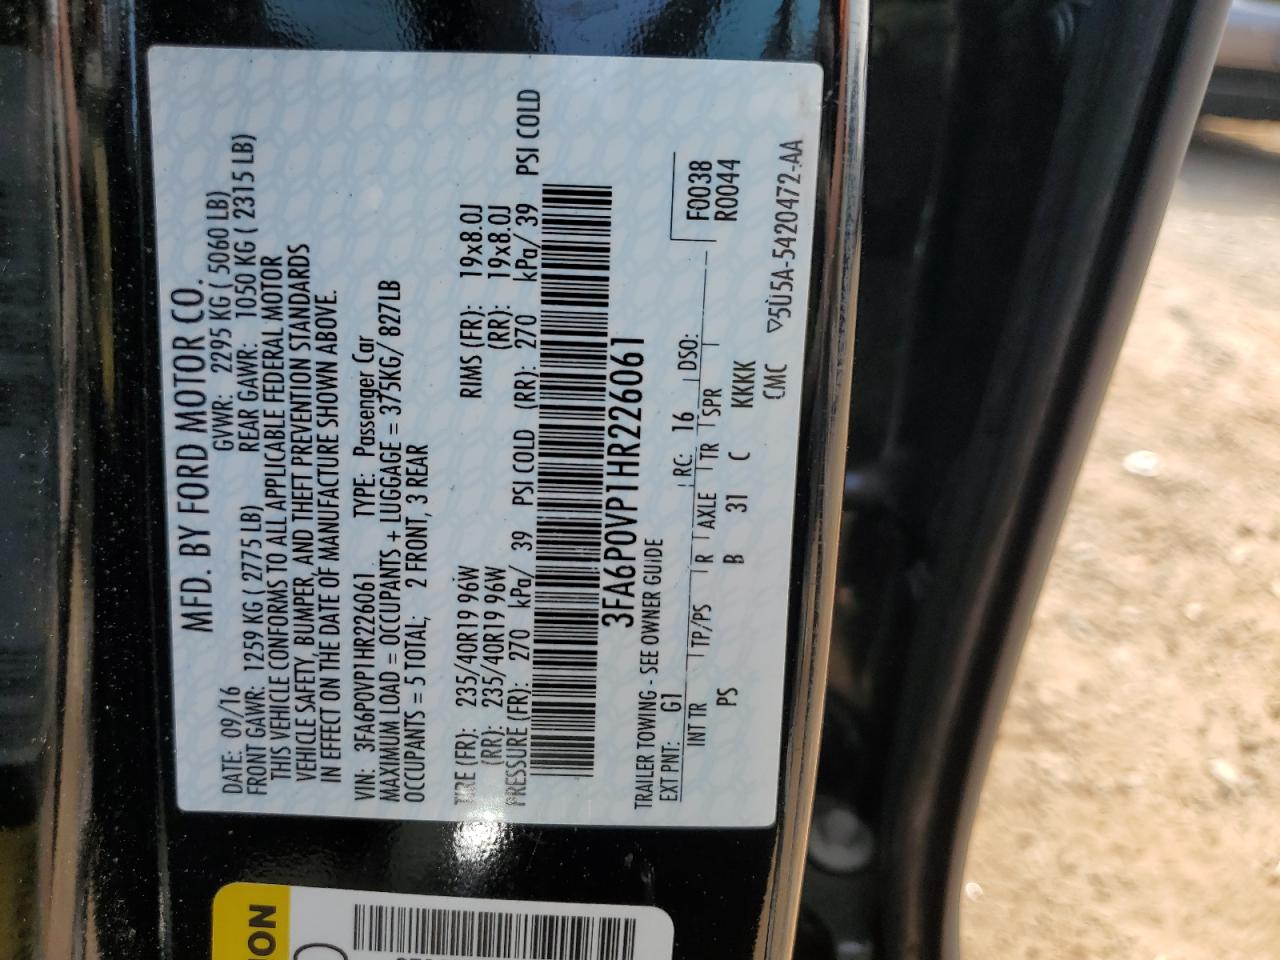 MFD. BY FORD MOTOR CO.
DATE: 09/16 GVWR: 2295 KG ( 5060 LB)
FRONT GAWR: 1259 KG ( 2775 LB) REAR GAWR: 1050 KG ( 2315 LB)
THIS VEHICLE CONFORMS TO ALL APPLICABLE FEDERAL MOTOR
VEHICLE SAFETY, BUMPER, AND THEFT PREVENTION STANDARDS
IN EFFECT ON THE DATE OF MANUFACTURE SHOWN ABOVE.
VIN: 3FA6P0VP1HR226061 TYPE: Passenger Car
MAXIMUM LOAD = OCCUPANTS + LUGGAGE = 375KG/ 827LB
OCCUPANTS = 5 TOTAL; 2 FRONT, 3 REAR
TIRE (FR): 235/40R19 96W RIMS (FR): 19x8.0J
(RR): 235/40R19 96W (RR): 19x8.0J
PRESSURE (FR): 270 kPa/ 39 PSI COLD (RR): 270 kPa/ 39 PSI COLD
3FA6P0VP1HR226061
TRAILER TOWING - SEE OWNER GUIDE F0038
EXT PNT: G1 RC: 16 DSO: R0044
INT TR TP/PS R AXLE TR SPR
PS B 31 C KKKK
CMC ▽5U5A-5420472-AA